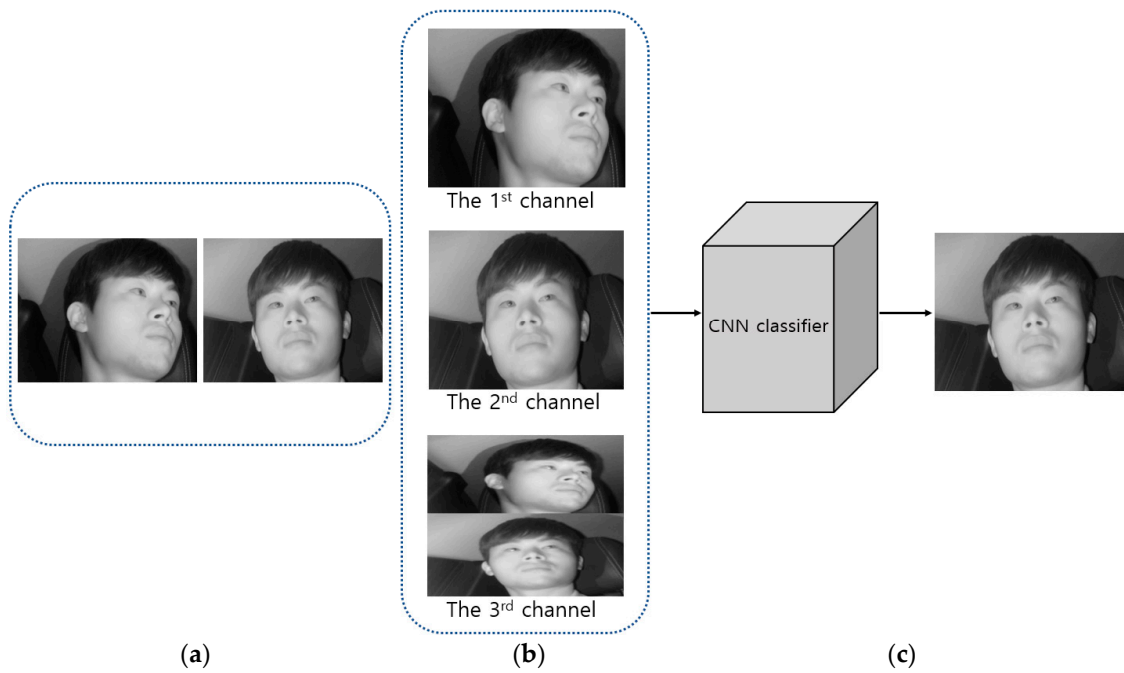 The 1st channel
The 2nd channel
The 3rd channel
CNN classifier
(a)
(b)
(c)